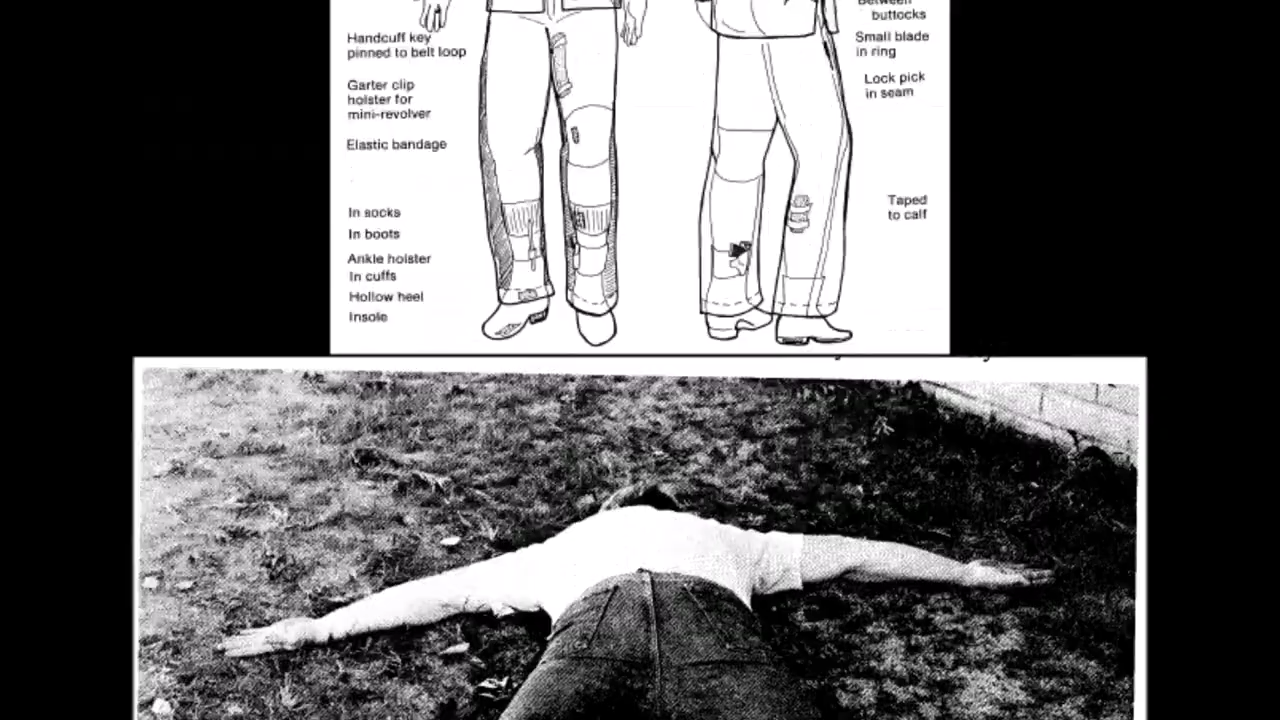 Between
buttocks
Handcuff key
pinned to belt loop
Small blade
in ring
Garter clip
holster for
mini-revolver
Lock pick
in seam
Elastic bandage
In socks
In boots
Taped
to calf
Ankle holster
In cuffs
Hollow heel
Insole